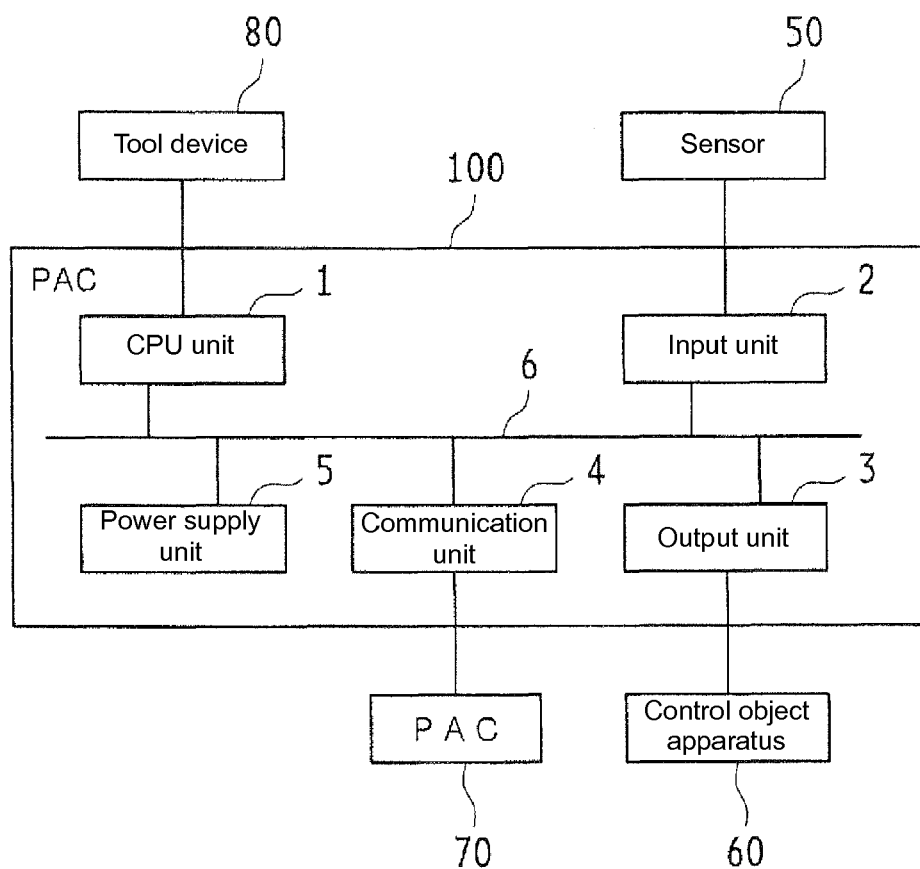 80
50
Tool device
Sensor
100
PAC
1
2
CPU unit
Input unit
6
5
4
3
Power supply
unit
Communication
unit
Output unit
PAC
Control object
apparatus
70
60